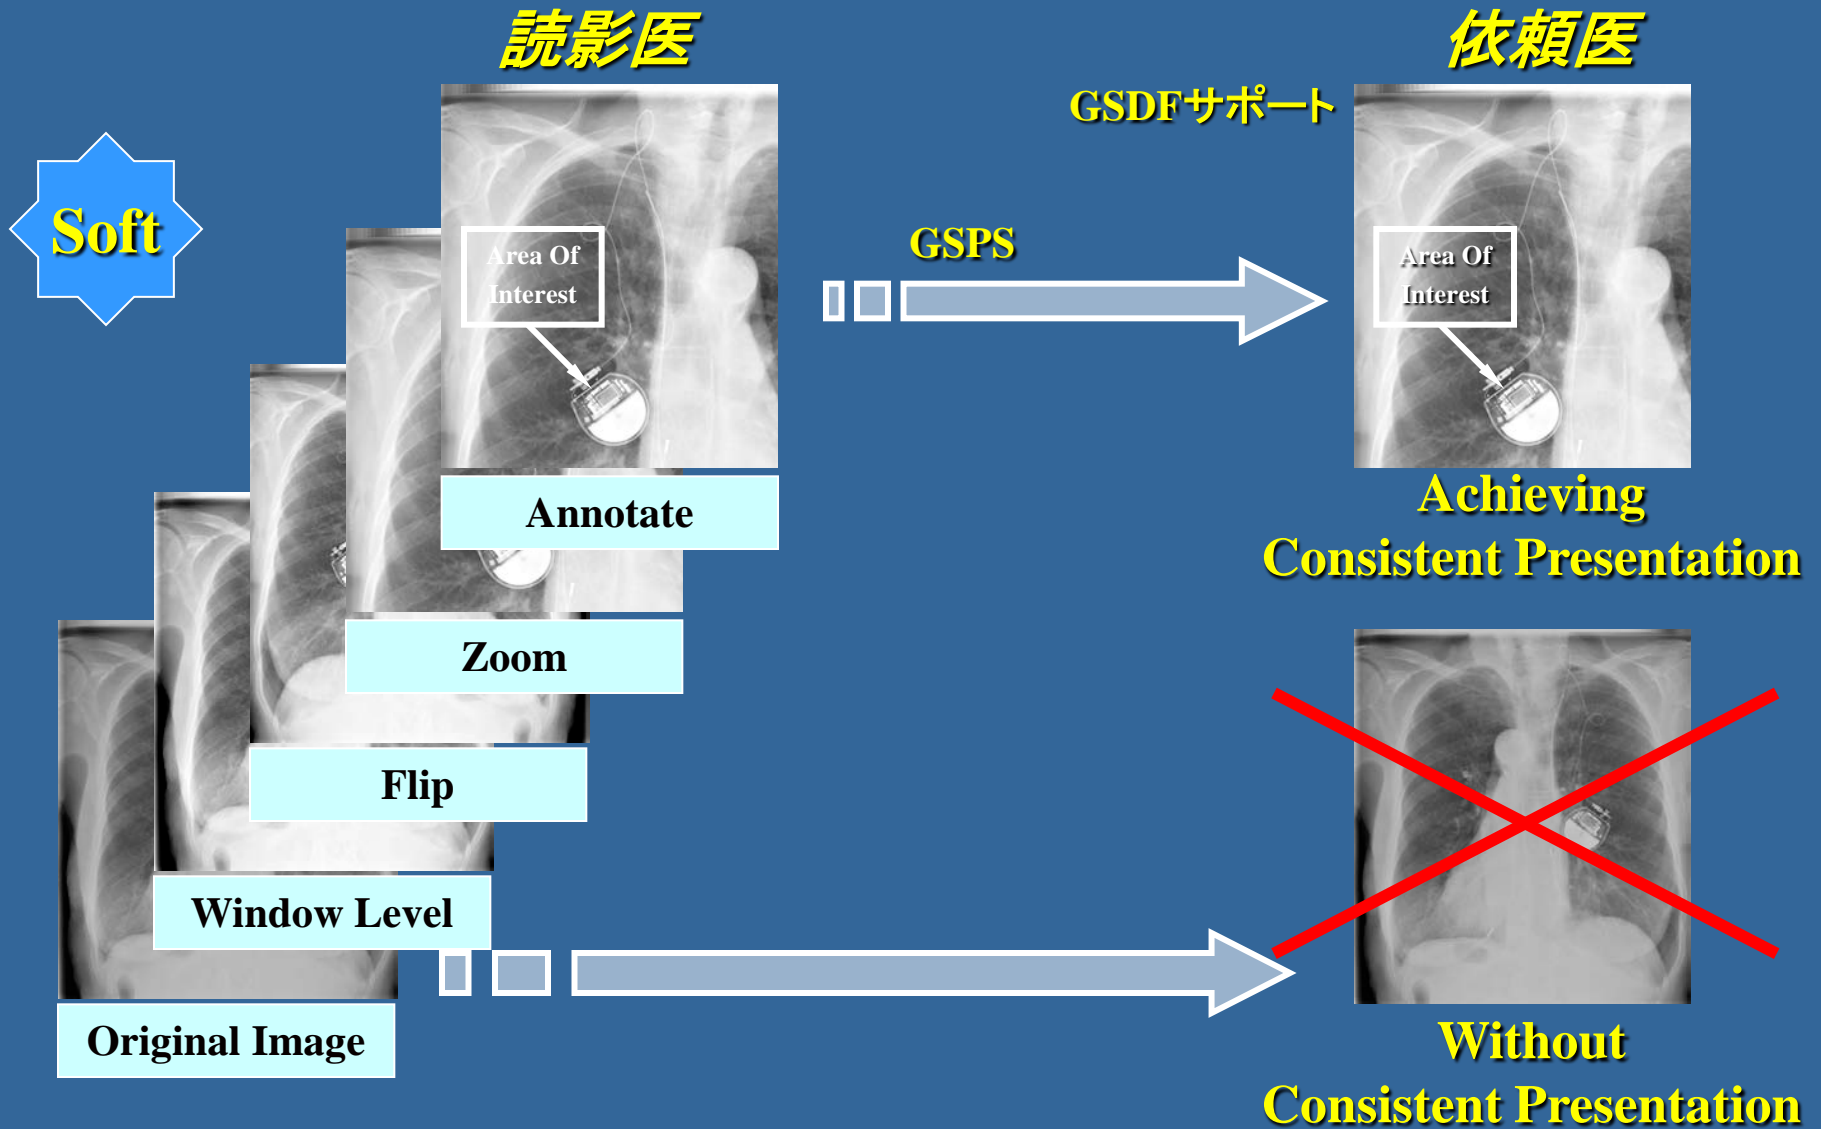 読影医
依頼医
GSDFサポート
Soft
GSPS
Area Of
Interest
Area Of
Interest
Annotate
Achieving
Consistent Presentation
Zoom
Flip
Window Level
Original Image
Without
Consistent Presentation